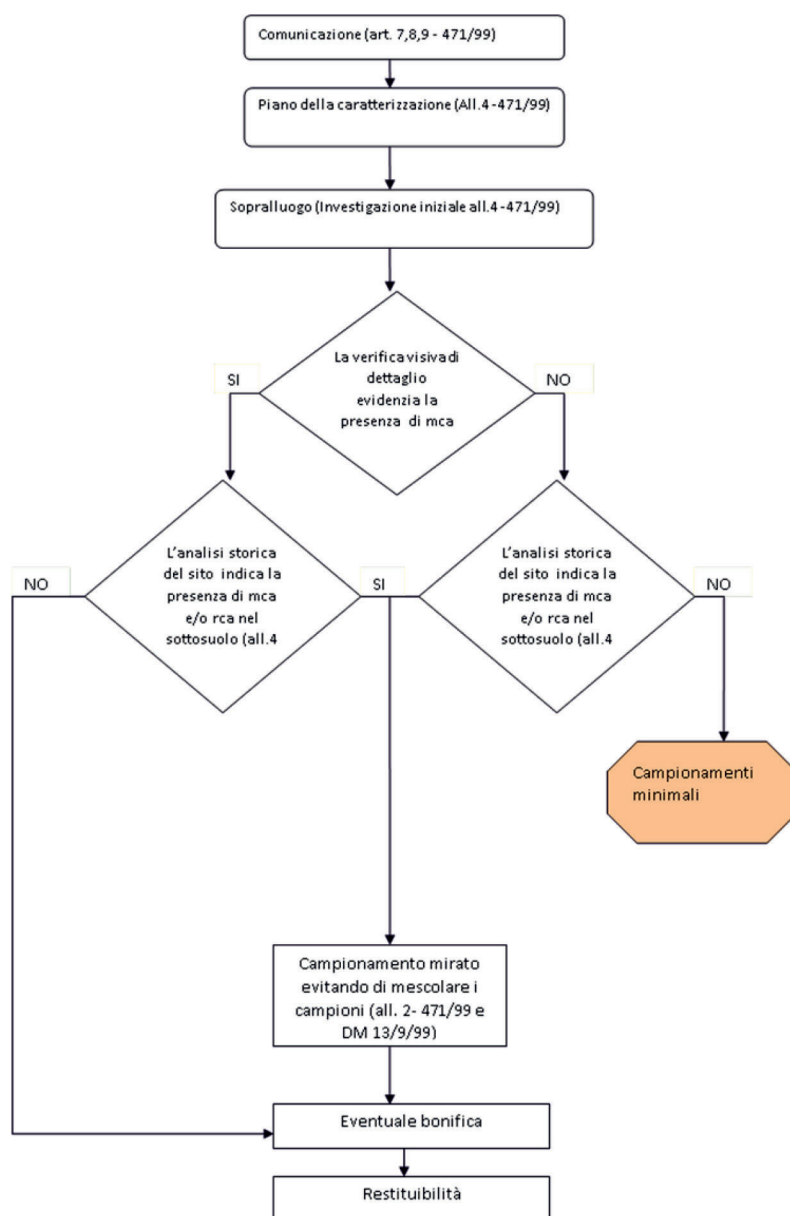 Comunicazione (art. 7,8,9 - 471/99)
Piano della caratterizzazione (All.4 -471/99)
Sopralluogo (Investigazione iniziale all.4 -471/99)
La verifica visiva di
dettaglio
evidenzia la
presenza di mca
SI
NO
L'analisi storica
del sito indica la
presenza di mca
e/o rca nel
sottosuolo (all.4
L'analisi storica
del sito indica la
presenza di mca
e/o rca nel
sottosuolo (all.4
NO
SI
NO
Campionamenti
minimali
Campionamento mirato
evitando di mescolare i
campioni (all. 2- 471/99 e
DM 13/9/99)
Eventuale bonifica
Restituibilità